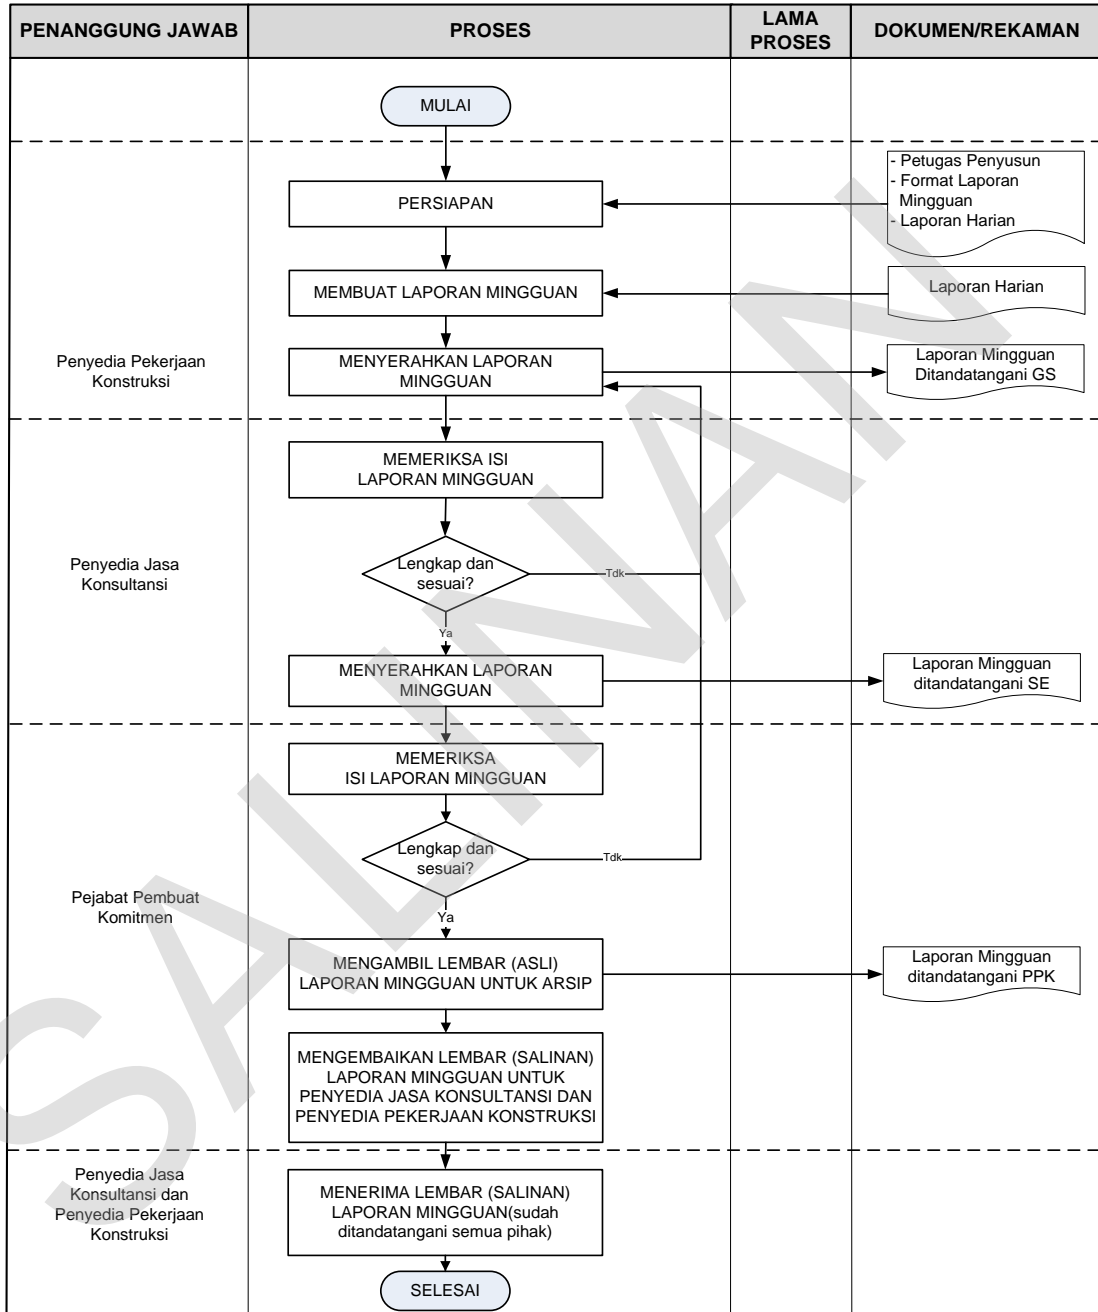 PENANGGUNG JAWAB
PROSES
LAMA
PROSES
DOKUMEN/REKAMAN
MULAI
- Petugas Penyusun
- Format Laporan
Mingguan
- Laporan Harian
PERSIAPAN
MEMBUAT LAPORAN MINGGUAN
Laporan Harian
Penyedia Pekerjaan
Konstruksi
MENYERAHKAN LAPORAN
MINGGUAN
Laporan Mingguan
Ditandatangani GS
MEMERIKSA ISI
LAPORAN MINGGUAN
Penyedia Jasa
Konsultansi
Lengkap dan
sesuai?
Tdk
Ya
MENYERAHKAN LAPORAN
MINGGUAN
Laporan Mingguan
ditandatangani SE
MEMERIKSA
ISI LAPORAN MINGGUAN
Lengkap dan
sesuai?
Tdk
Pejabat Pembuat
Komitmen
Ya
MENGAMBIL LEMBAR (ASLI)
LAPORAN MINGGUAN UNTUK ARSIP
Laporan Mingguan
ditandatangani PPK
MENGEMBAIKAN LEMBAR (SALINAN)
LAPORAN MINGGUAN UNTUK
PENYEDIA JASA KONSULTANSI DAN
PENYEDIA PEKERJAAN KONSTRUKSI
Penyedia Jasa
Konsultansi dan
Penyedia Pekerjaan
Konstruksi
MENERIMA LEMBAR (SALINAN)
LAPORAN MINGGUAN(sudah
ditandatangani semua pihak)
SELESAI
SALINAN